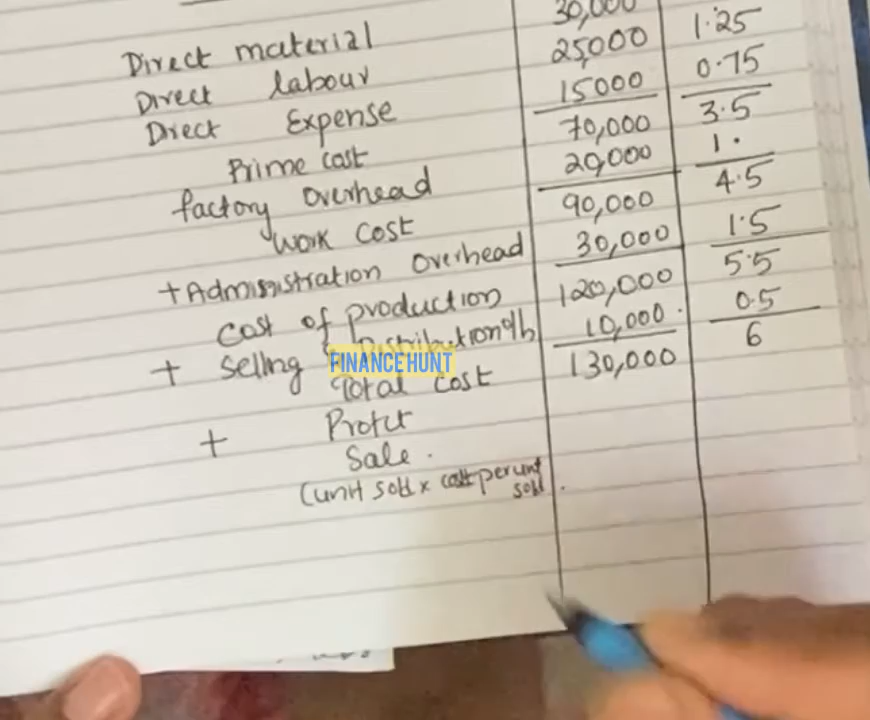 30,000
Direct material 25,000 1.25
Direct labour 15000 0.75
Direct Expense 70,000 3.5
Prime cost 20,000 1.
factory overhead 90,000 4.5
work cost 30,000 1.5
+ Administration overhead 120,000 5.5
cost of production 10,000. 0.5
+ selling & Distribution o/h 130,000 6
FINANCE HUNT
Total cost
+ Profit
Sale.
(unit sold x cost per unit
sold).